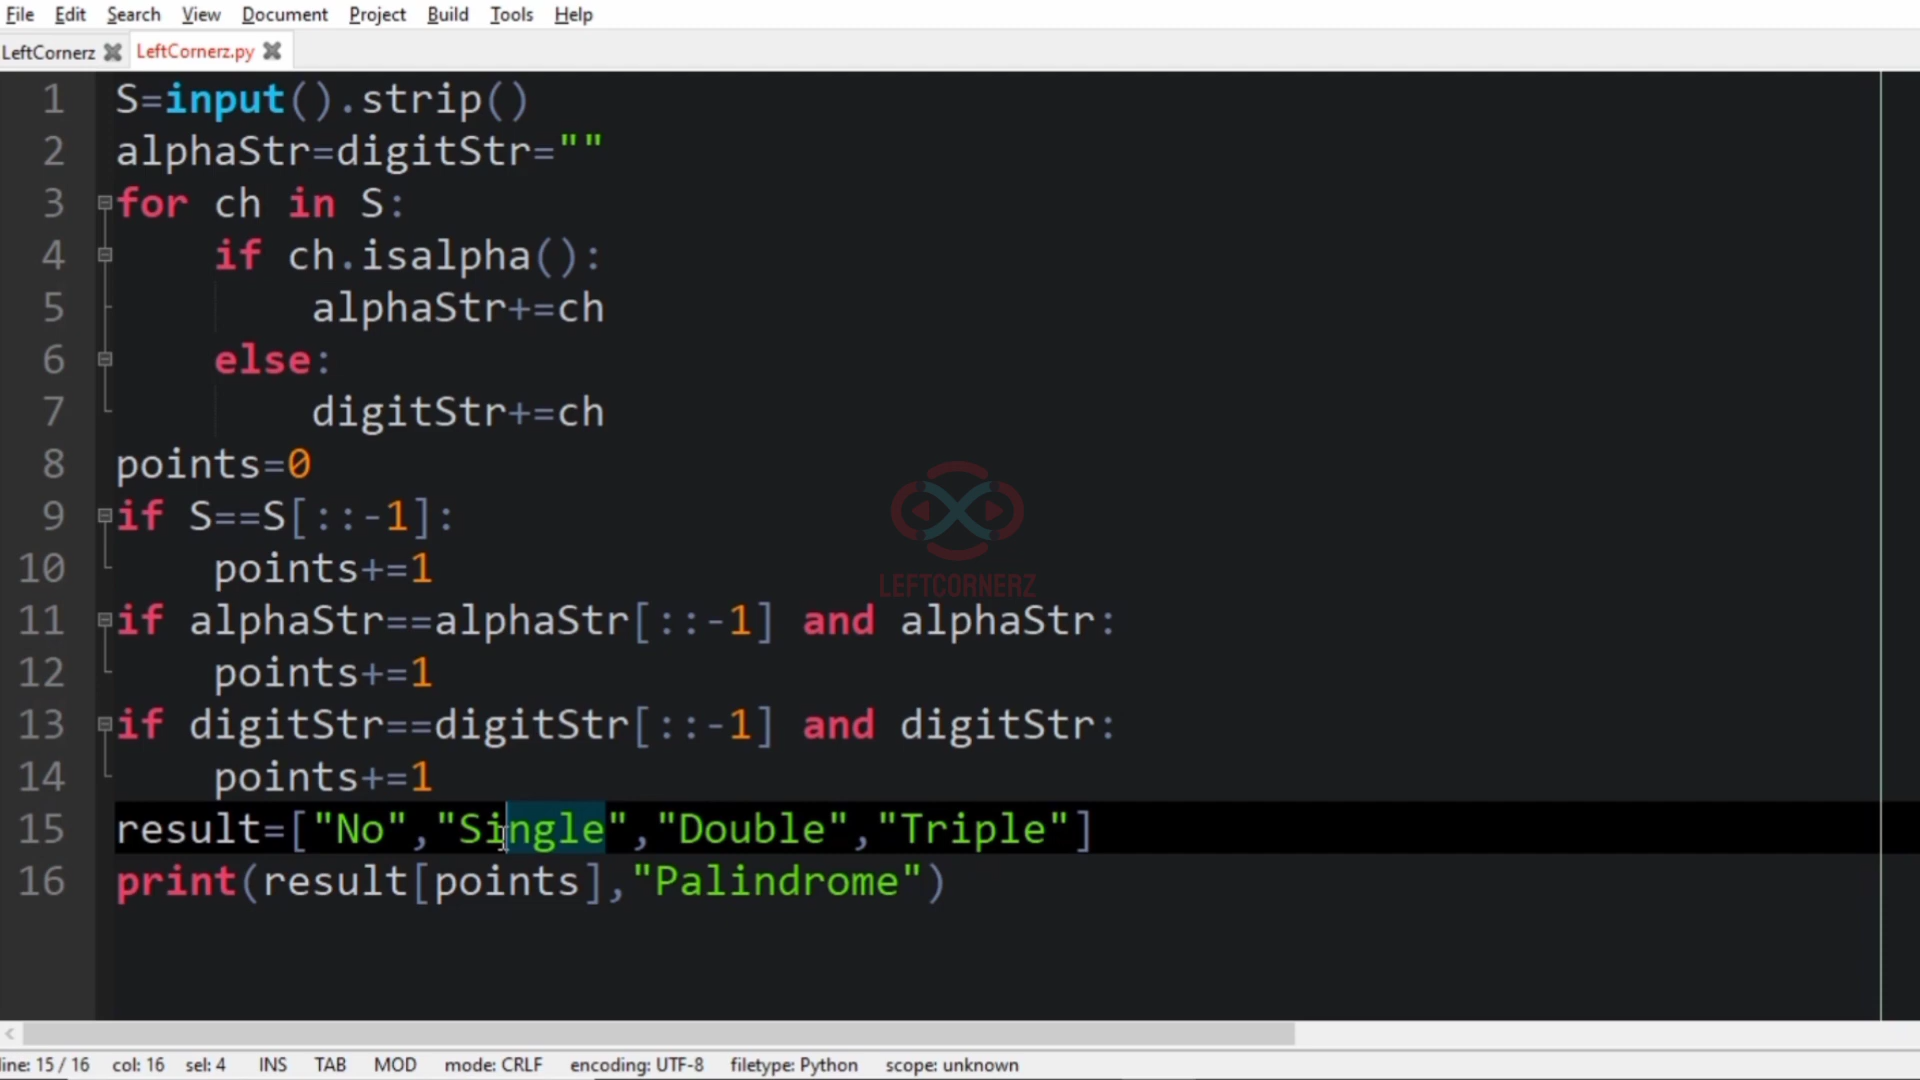 File Edit Search View Document Project Build Tools Help
LeftCornerz LeftCornerz.py
1 S=input().strip()
2 alphaStr=digitStr=""
3 for ch in S:
4     if ch.isalpha():
5         alphaStr+=ch
6     else:
7         digitStr+=ch
8 points=0
9 if S==S[::-1]:
10     points+=1
11 if alphaStr==alphaStr[::-1] and alphaStr:
12     points+=1
13 if digitStr==digitStr[::-1] and digitStr:
14     points+=1
15 result=["No","Single","Double","Triple"]
16 print(result[points],"Palindrome")
LEFTCORNERZ
line: 15 / 16 col: 16 sel: 4 INS TAB MOD mode: CRLF encoding: UTF-8 filetype: Python scope: unknown